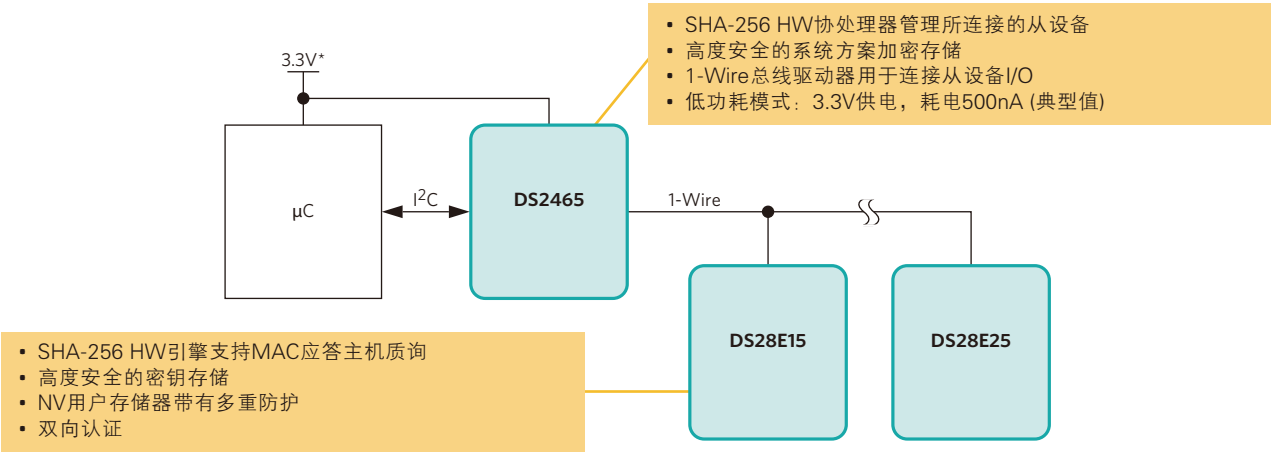 • SHA-256 HW协处理器管理所连接的从设备
• 高度安全的系统方案加密存储
• 1-Wire总线驱动器用于连接从设备I/O
• 低功耗模式：3.3V供电，耗电500nA (典型值)
3.3V*
µC
I²C
DS2465
1-Wire
DS28E15
DS28E25
• SHA-256 HW引擎支持MAC应答主机质询
• 高度安全的密钥存储
• NV用户存储器带有多重防护
• 双向认证